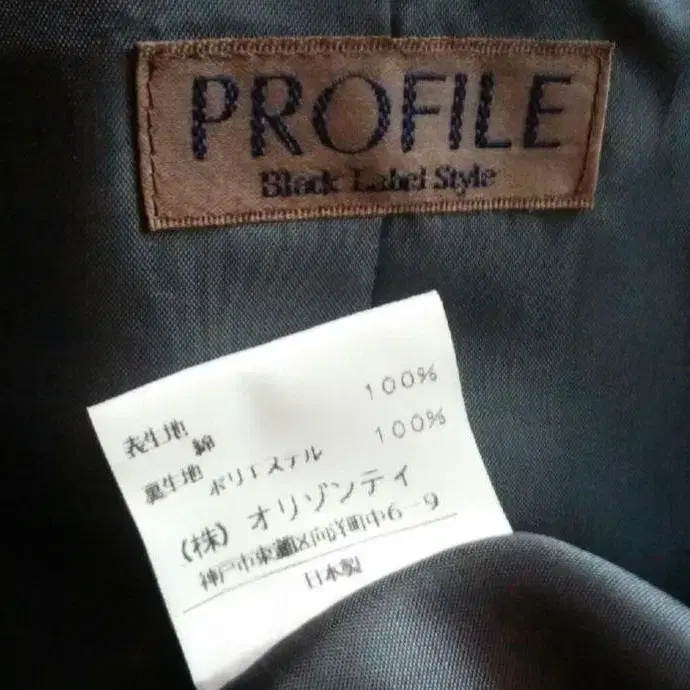 PROFILE
Black Label Style
表生地
綿 100%
裏生地
ポリエステル 100%
(株) オリゾンティ
神戸市東灘区向洋町中6-9
日本製